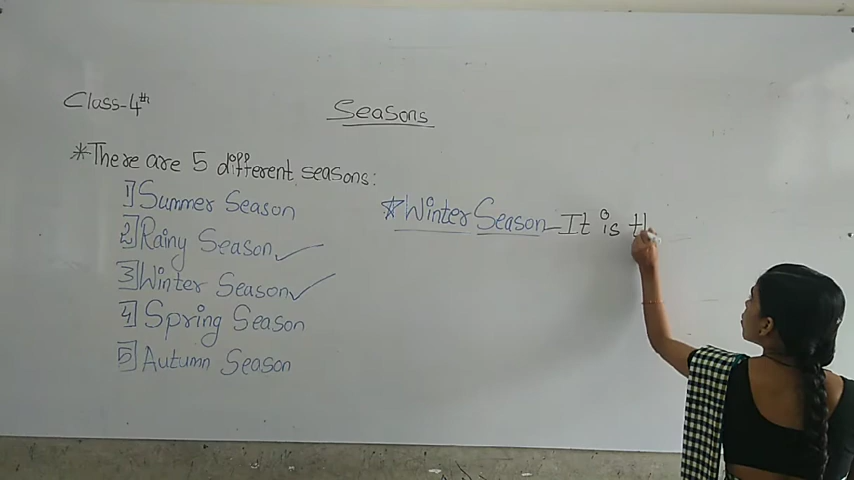 Class-4th
Seasons
*There are 5 different seasons:
1] Summer Season
2] Rainy Season ✓
3] Winter Season ✓
4] Spring Season
5] Autumn Season
*Winter Season-It is th